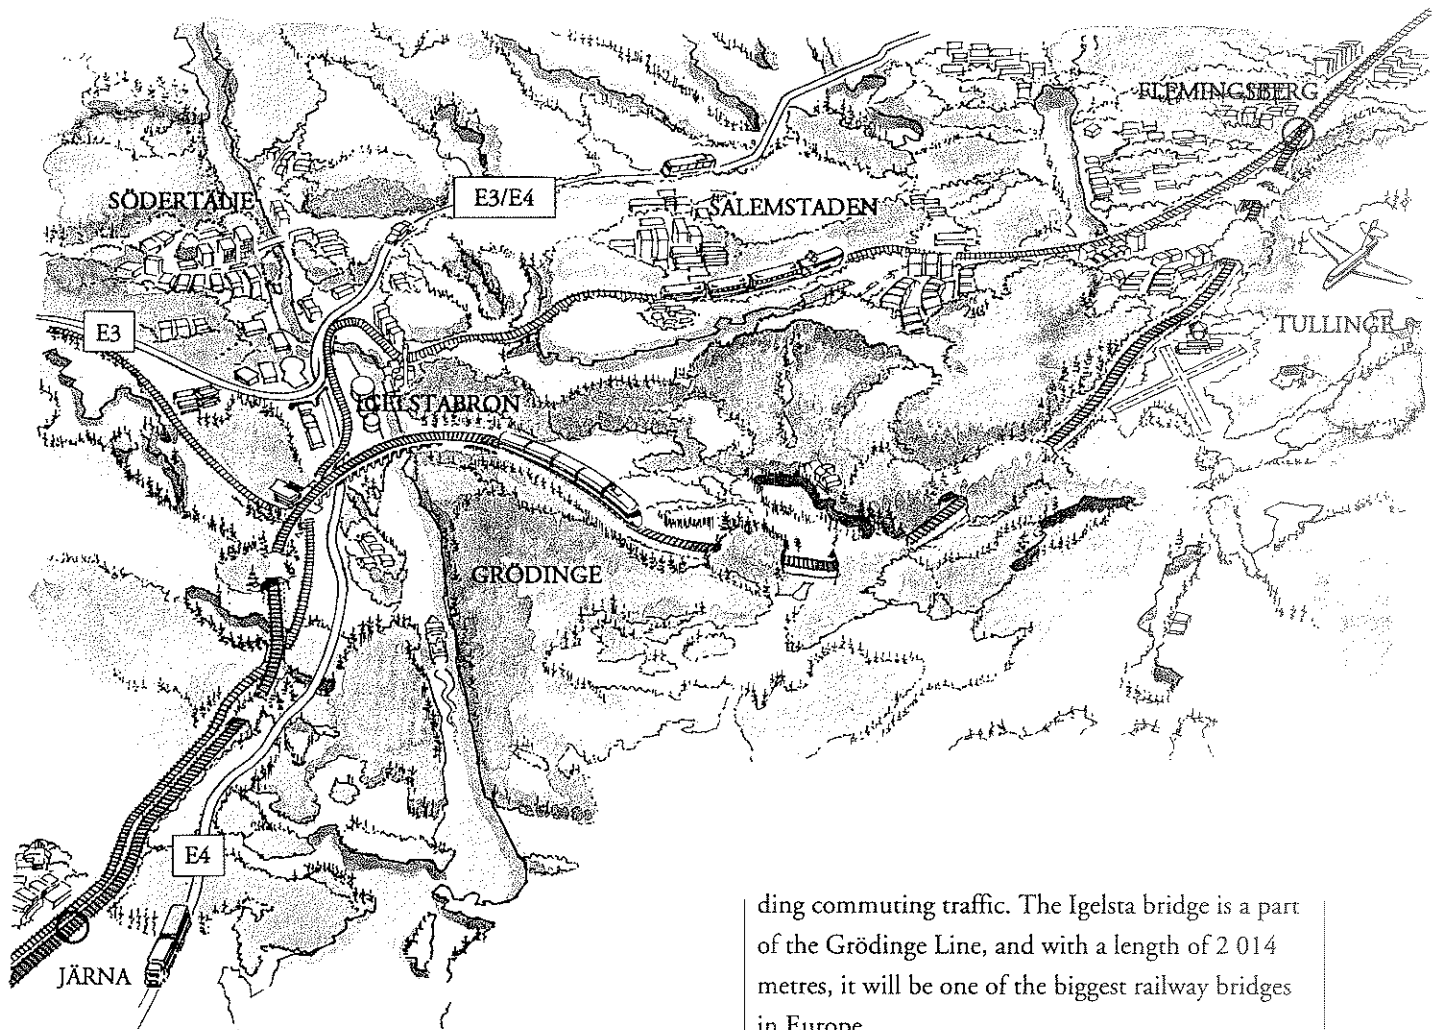 FLEMINGSBERG
SÖDERTÄLJE
E3/E4
SALEMSTADEN
E3
TULLINGE
IGELSTABRON
GRÖDINGE
E4
JÄRNA
ding commuting traffic. The Igelsta bridge is a part
of the Grödinge Line, and with a length of 2 014
metres, it will be one of the biggest railway bridges
in Europe